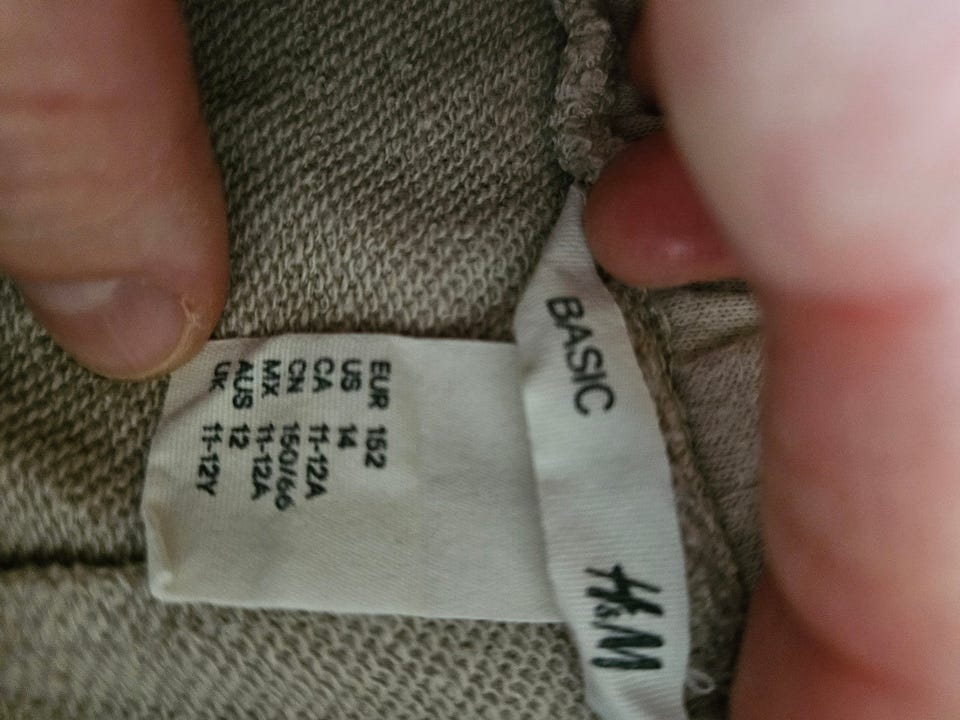 BASIC
H&M
EUR 152
US 14
CA 11-12A
CN 150/66
MX 11-12A
AUS 12
UK 11-12Y